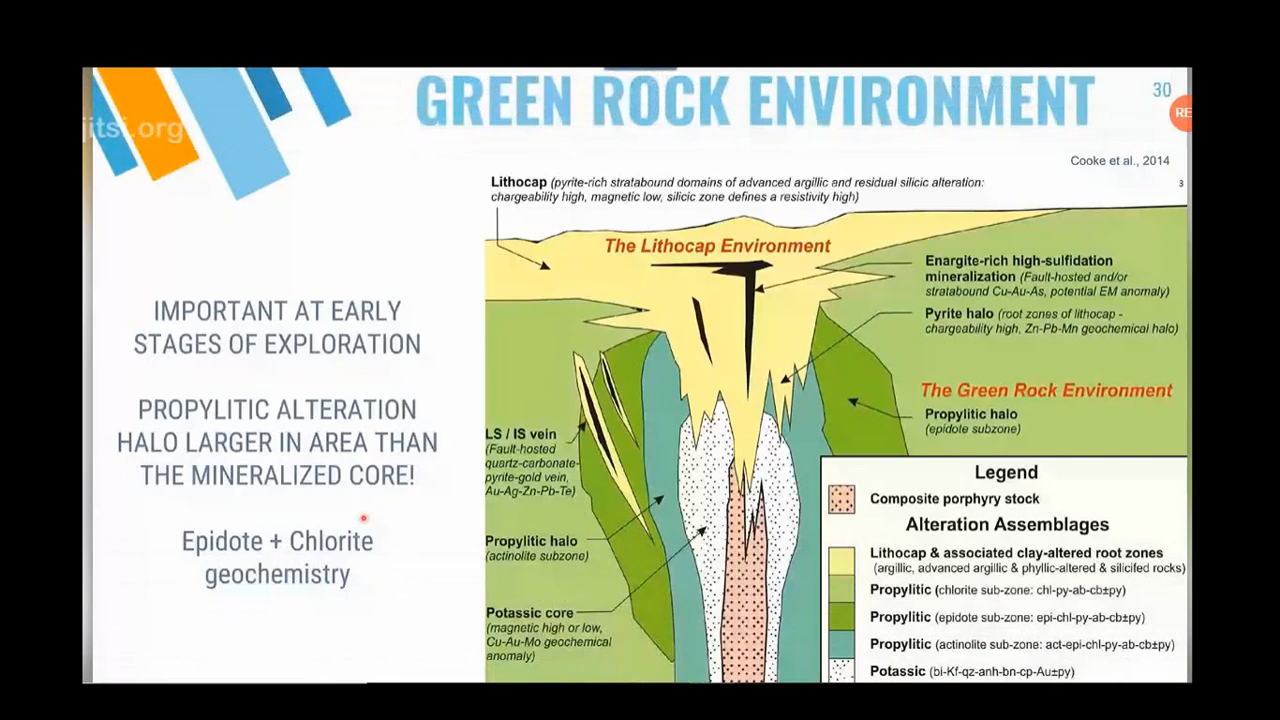 GREEN ROCK ENVIRONMENT
30
jitsi.org
RE
Cooke et al., 2014
3
IMPORTANT AT EARLY
STAGES OF EXPLORATION
PROPYLITIC ALTERATION
HALO LARGER IN AREA THAN
THE MINERALIZED CORE!
Epidote + Chlorite
geochemistry
Lithocap (pyrite-rich stratabound domains of advanced argillic and residual silicic alteration:
chargeability high, magnetic low, silicic zone defines a resistivity high)
The Lithocap Environment
Enargite-rich high-sulfidation
mineralization (Fault-hosted and/or
stratabound Cu-Au-As, potential EM anomaly)
Pyrite halo (root zones of lithocap -
chargeability high, Zn-Pb-Mn geochemical halo)
The Green Rock Environment
Propylitic halo
(epidote subzone)
LS / IS vein
(Fault-hosted
quartz-carbonate-
pyrite-gold vein,
Au-Ag-Zn-Pb-Te)
Propylitic halo
(actinolite subzone)
Potassic core
(magnetic high or low,
Cu-Au-Mo geochemical
anomaly)
Legend
Composite porphyry stock
Alteration Assemblages
Lithocap & associated clay-altered root zones
(argillic, advanced argillic & phyllic-altered & silicifed rocks)
Propylitic (chlorite sub-zone: chl-py-ab-cb±py)
Propylitic (epidote sub-zone: epi-chl-py-ab-cb±py)
Propylitic (actinolite sub-zone: act-epi-chl-py-ab-cb±py)
Potassic (bi-Kf-qz-anh-bn-cp-Au±py)